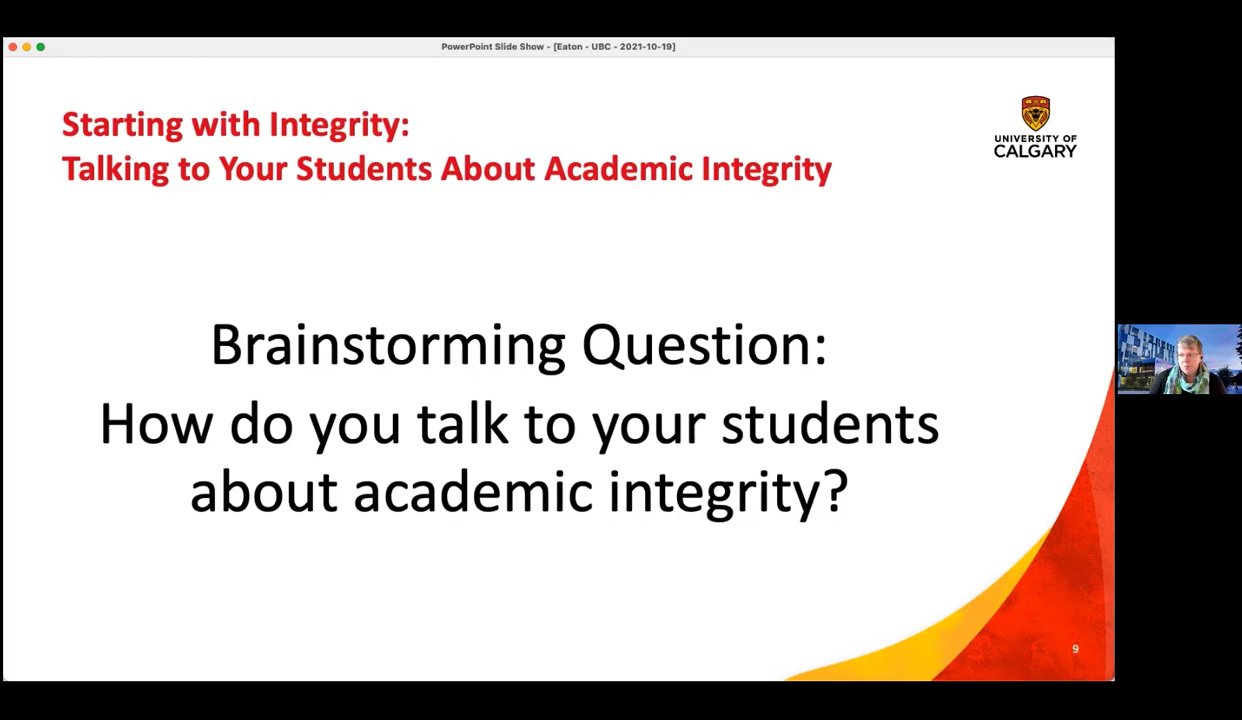 PowerPoint Slide Show - [Eaton - UBC - 2021-10-19]
Starting with Integrity:
Talking to Your Students About Academic Integrity
UNIVERSITY OF
CALGARY
Brainstorming Question:
How do you talk to your students
about academic integrity?
9